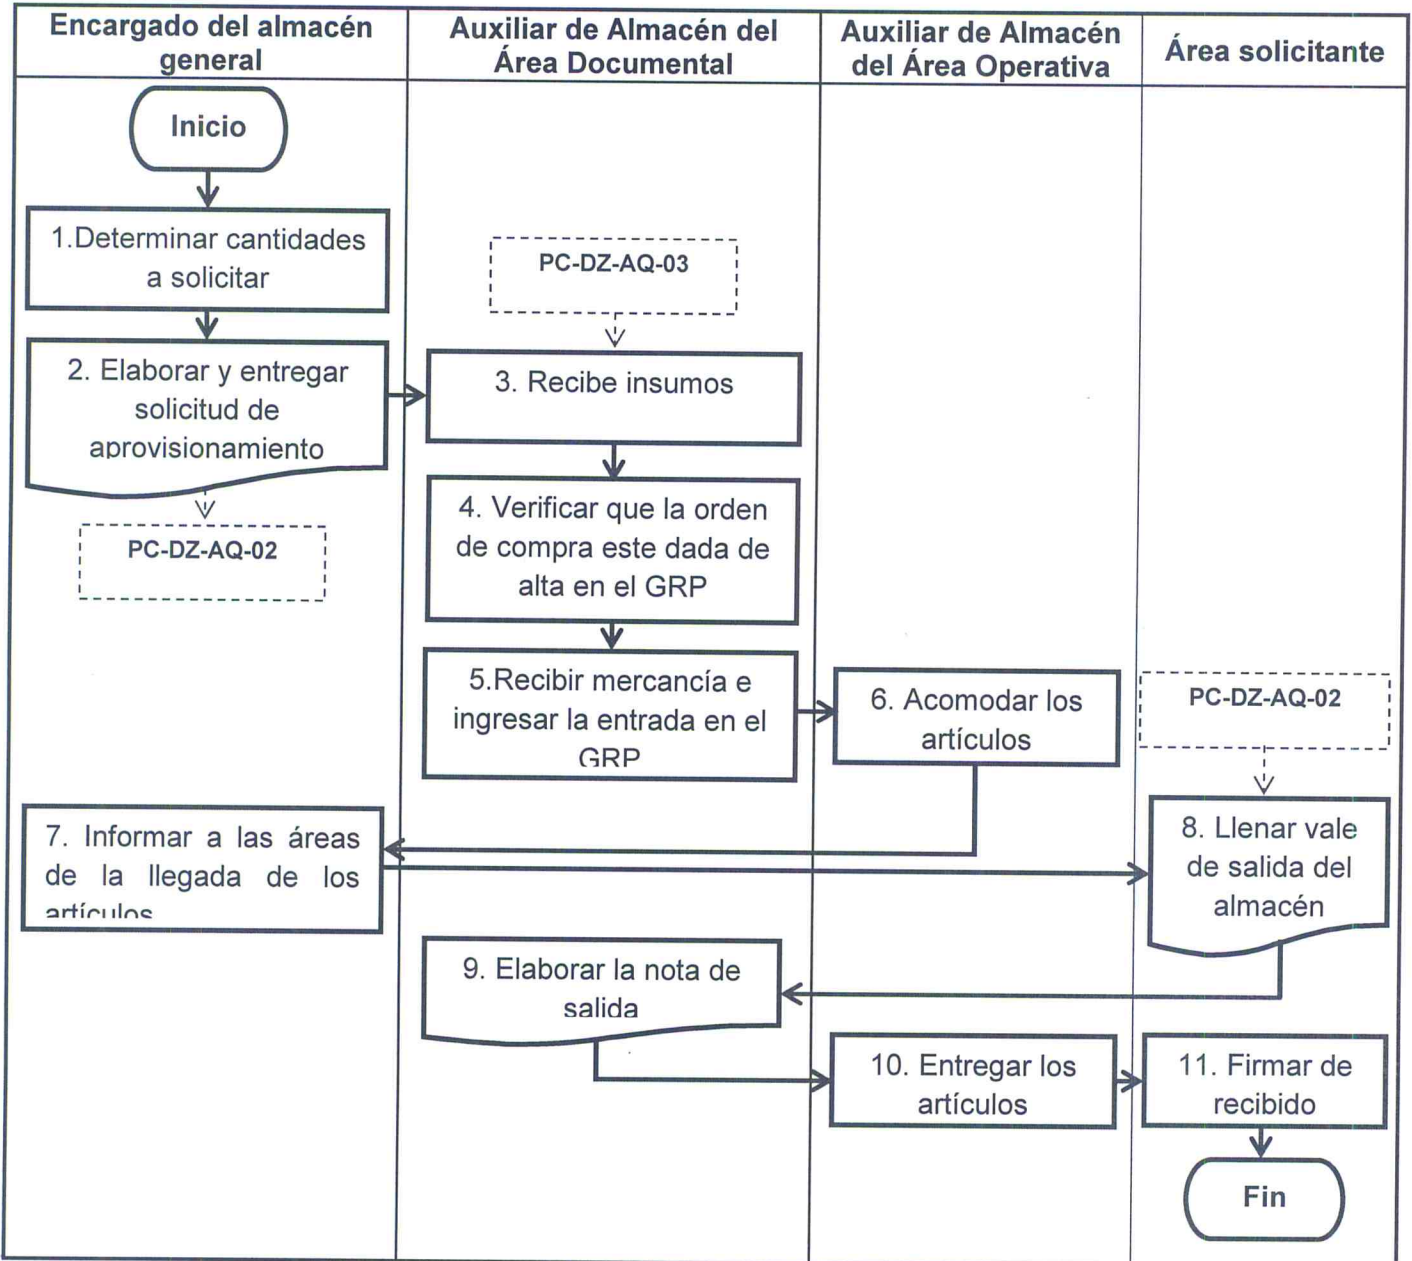 Encargado del almacén
general
Auxiliar de Almacén del
Área Documental
Auxiliar de Almacén
del Área Operativa
Área solicitante
Inicio
1.Determinar cantidades
a solicitar
2. Elaborar y entregar
solicitud de
aprovisionamiento
PC-DZ-AQ-02
PC-DZ-AQ-03
3. Recibe insumos
4. Verificar que la orden
de compra este dada de
alta en el GRP
5.Recibir mercancía e
ingresar la entrada en el
GRP
6. Acomodar los
artículos
7. Informar a las áreas
de la llegada de los
artículos
PC-DZ-AQ-02
8. Llenar vale
de salida del
almacén
9. Elaborar la nota de
salida
10. Entregar los
artículos
11. Firmar de
recibido
Fin